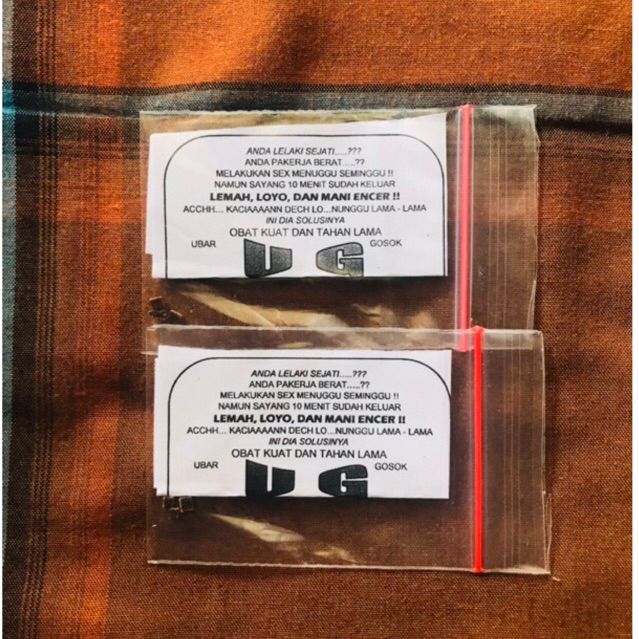 ANDA LELAKI SEJATI.....???
ANDA PAKERJA BERAT.....??
MELAKUKAN SEX MENUGGU SEMINGGU !!
NAMUN SAYANG 10 MENIT SUDAH KELUAR
LEMAH, LOYO, DAN MANI ENCER !!
ACCHH... KACIAAAANN DECH LO...NUNGGU LAMA - LAMA
INI DIA SOLUSINYA
OBAT KUAT DAN TAHAN LAMA
UBAR GOSOK
U G
ANDA LELAKI SEJATI.....???
ANDA PAKERJA BERAT.....??
MELAKUKAN SEX MENUGGU SEMINGGU !!
NAMUN SAYANG 10 MENIT SUDAH KELUAR
LEMAH, LOYO, DAN MANI ENCER !!
ACCHH... KACIAAAANN DECH LO...NUNGGU LAMA - LAMA
INI DIA SOLUSINYA
OBAT KUAT DAN TAHAN LAMA
UBAR GOSOK
U G